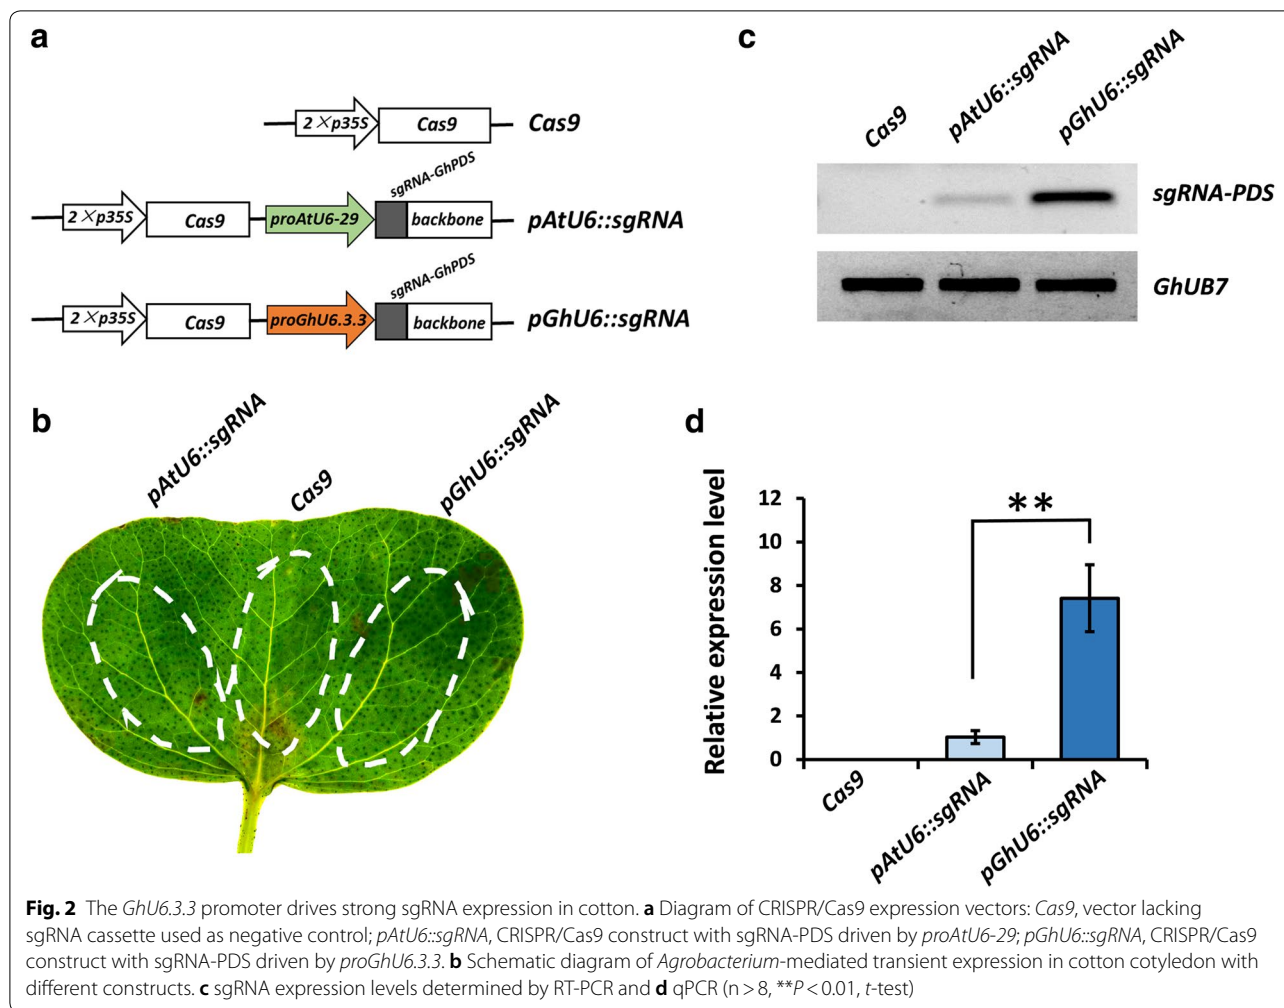 a
2×p35S Cas9 Cas9
sgRNA-GhPDS
2×p35S Cas9 proAtU6-29 backbone pAtU6::sgRNA
sgRNA-GhPDS
2×p35S Cas9 proGhU6.3.3 backbone pGhU6::sgRNA
b
pAtU6::sgRNA
Cas9
pGhU6::sgRNA
c
Cas9
pAtU6::sgRNA
pGhU6::sgRNA
sgRNA-PDS
GhUB7
d
Relative expression level
12
10
8
6
4
2
0
**
Cas9
pAtU6::sgRNA
pGhU6::sgRNA
Fig. 2 The GhU6.3.3 promoter drives strong sgRNA expression in cotton. a Diagram of CRISPR/Cas9 expression vectors: Cas9, vector lacking
sgRNA cassette used as negative control; pAtU6::sgRNA, CRISPR/Cas9 construct with sgRNA-PDS driven by proAtU6-29; pGhU6::sgRNA, CRISPR/Cas9
construct with sgRNA-PDS driven by proGhU6.3.3. b Schematic diagram of Agrobacterium-mediated transient expression in cotton cotyledon with
different constructs. c sgRNA expression levels determined by RT-PCR and d qPCR (n > 8, **P < 0.01, t-test)